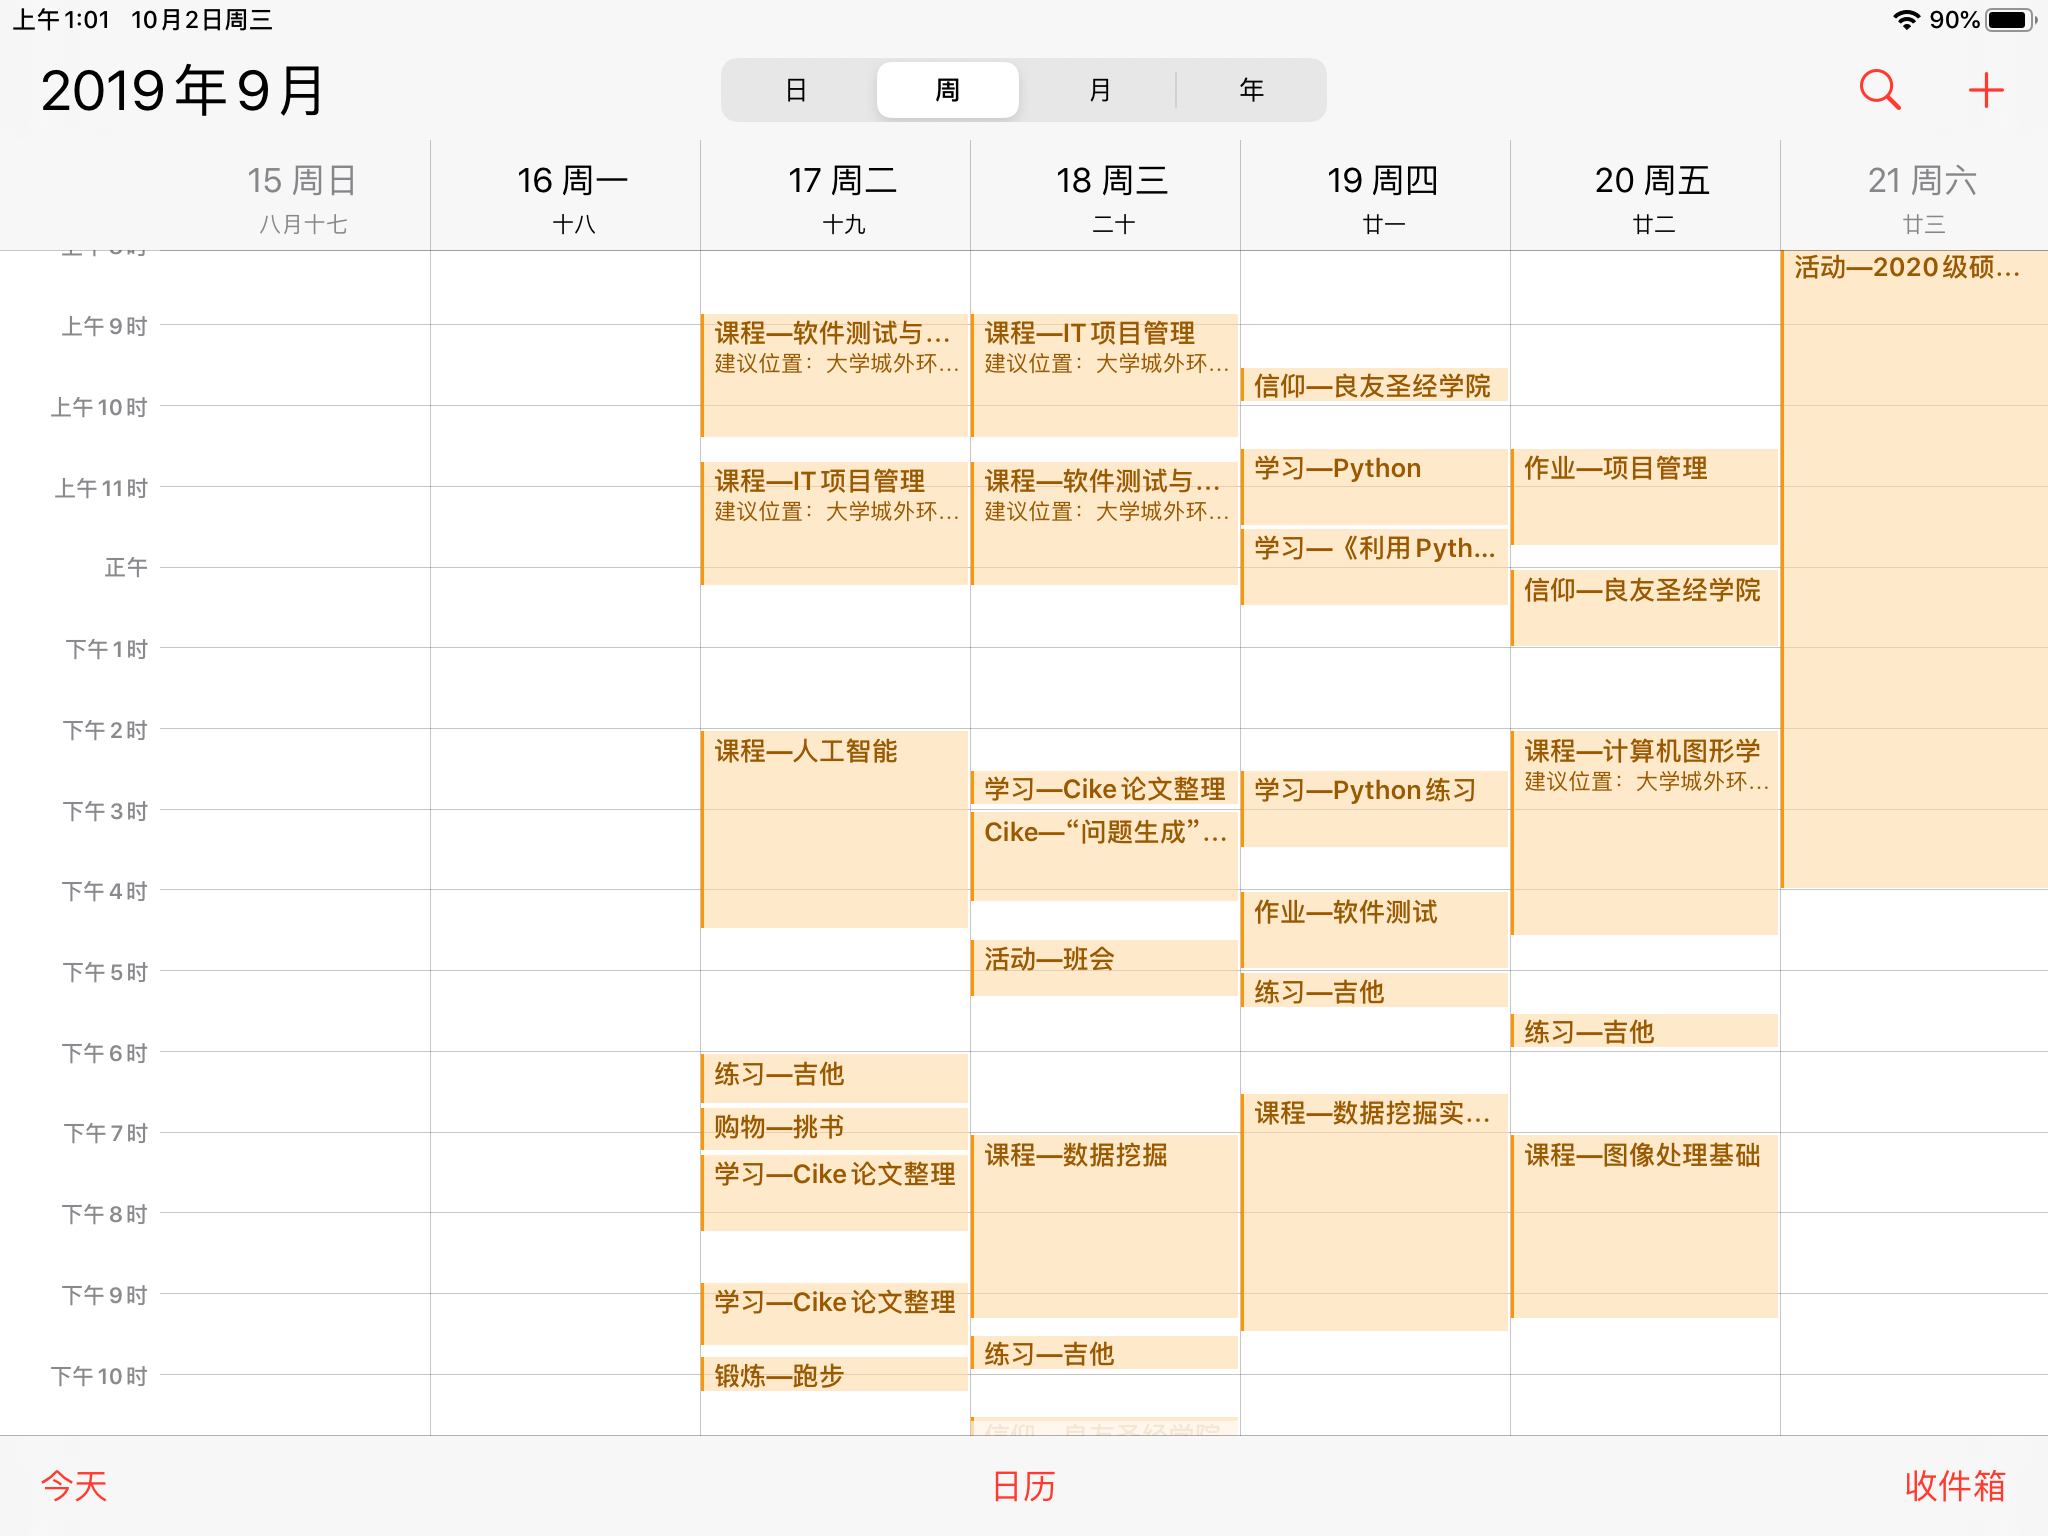 上午1:01 10月2日周三
90%
2019年9月
日 周 月 年
15 周日 16 周一 17 周二 18 周三 19 周四 20 周五 21 周六
八月十七 十八 十九 二十 廿一 廿二 廿三
上午9时
上午10时
上午11时
正午
下午1时
下午2时
下午3时
下午4时
下午5时
下午6时
下午7时
下午8时
下午9时
下午10时
课程—软件测试与…
建议位置：大学城外环…
课程—IT项目管理
建议位置：大学城外环…
课程—人工智能
练习—吉他
购物—挑书
学习—Cike论文整理
学习—Cike论文整理
锻炼—跑步
课程—IT项目管理
建议位置：大学城外环…
课程—软件测试与…
建议位置：大学城外环…
学习—Cike论文整理
Cike—“问题生成”…
活动—班会
课程—数据挖掘
练习—吉他
信仰—良友圣经学院
信仰—良友圣经学院
学习—Python
学习—《利用Pyth…
学习—Python练习
作业—软件测试
练习—吉他
课程—数据挖掘实…
作业—项目管理
信仰—良友圣经学院
课程—计算机图形学
建议位置：大学城外环…
练习—吉他
课程—图像处理基础
活动—2020级硕…
今天 日历 收件箱